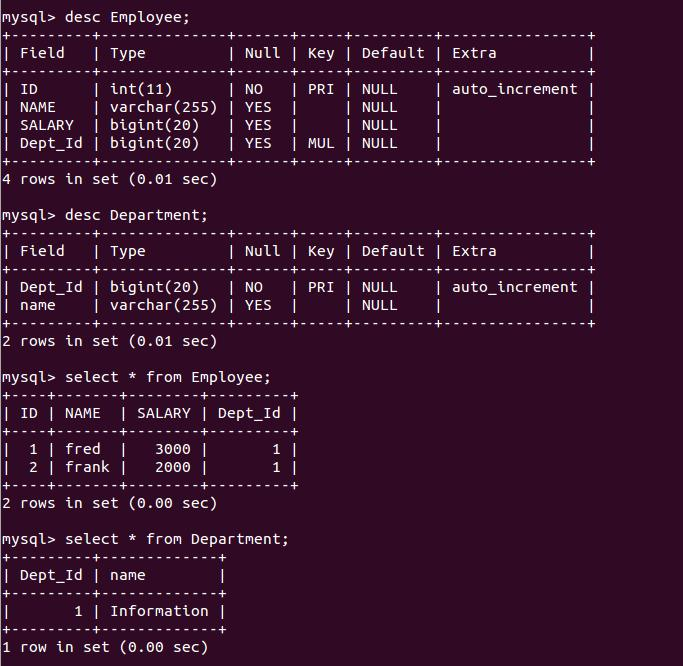 mysql> desc Employee;
+---------+--------------+------+-----+---------+----------------+
| Field   | Type         | Null | Key | Default | Extra          |
+---------+--------------+------+-----+---------+----------------+
| ID      | int(11)      | NO   | PRI | NULL    | auto_increment |
| NAME    | varchar(255) | YES  |     | NULL    |                |
| SALARY  | bigint(20)   | YES  |     | NULL    |                |
| Dept_Id | bigint(20)   | YES  | MUL | NULL    |                |
+---------+--------------+------+-----+---------+----------------+
4 rows in set (0.01 sec)

mysql> desc Department;
+---------+--------------+------+-----+---------+----------------+
| Field   | Type         | Null | Key | Default | Extra          |
+---------+--------------+------+-----+---------+----------------+
| Dept_Id | bigint(20)   | NO   | PRI | NULL    | auto_increment |
| name    | varchar(255) | YES  |     | NULL    |                |
+---------+--------------+------+-----+---------+----------------+
2 rows in set (0.01 sec)

mysql> select * from Employee;
+----+-------+--------+---------+
| ID | NAME  | SALARY | Dept_Id |
+----+-------+--------+---------+
|  1 | fred  |   3000 |       1 |
|  2 | frank |   2000 |       1 |
+----+-------+--------+---------+
2 rows in set (0.00 sec)

mysql> select * from Department;
+---------+-------------+
| Dept_Id | name        |
+---------+-------------+
|       1 | Information |
+---------+-------------+
1 row in set (0.00 sec)